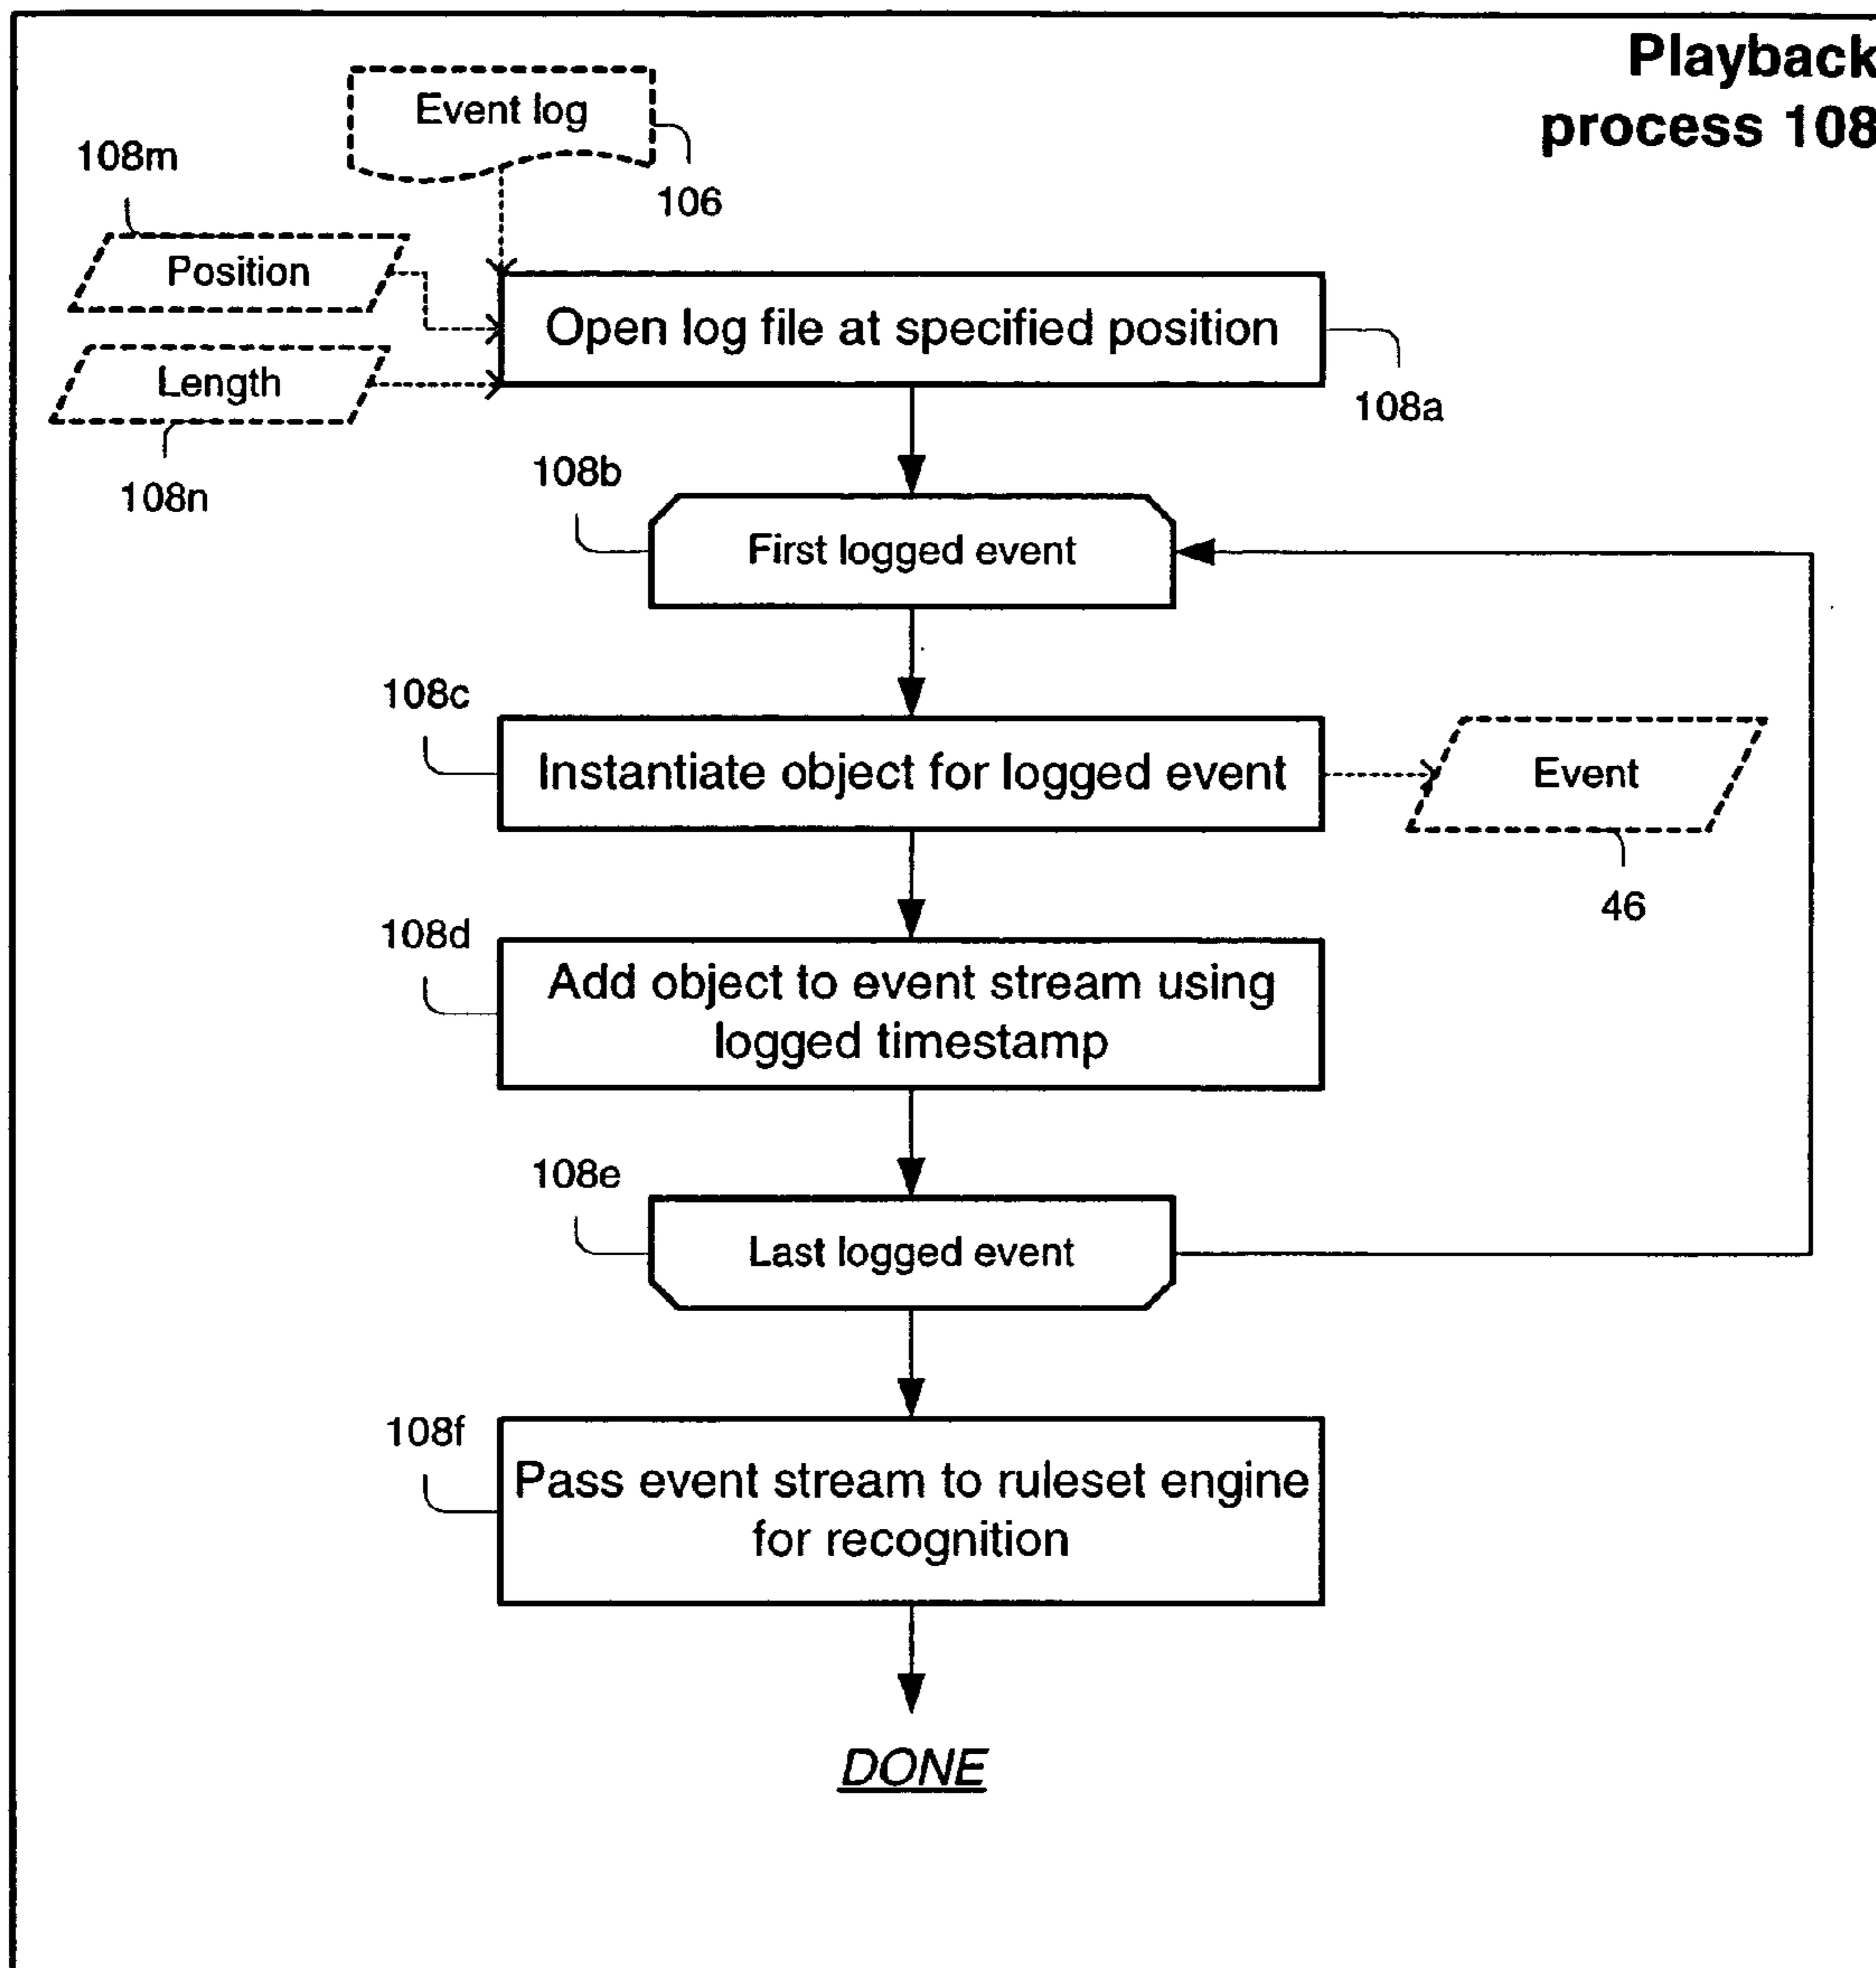 Playback
process 108
Event log
106
108m
Position
Open log file at specified position
108a
Length
108n
108b
First logged event
108c
Instantiate object for logged event
Event
46
108d
Add object to event stream using
logged timestamp
108e
Last logged event
108f
Pass event stream to ruleset engine
for recognition
DONE